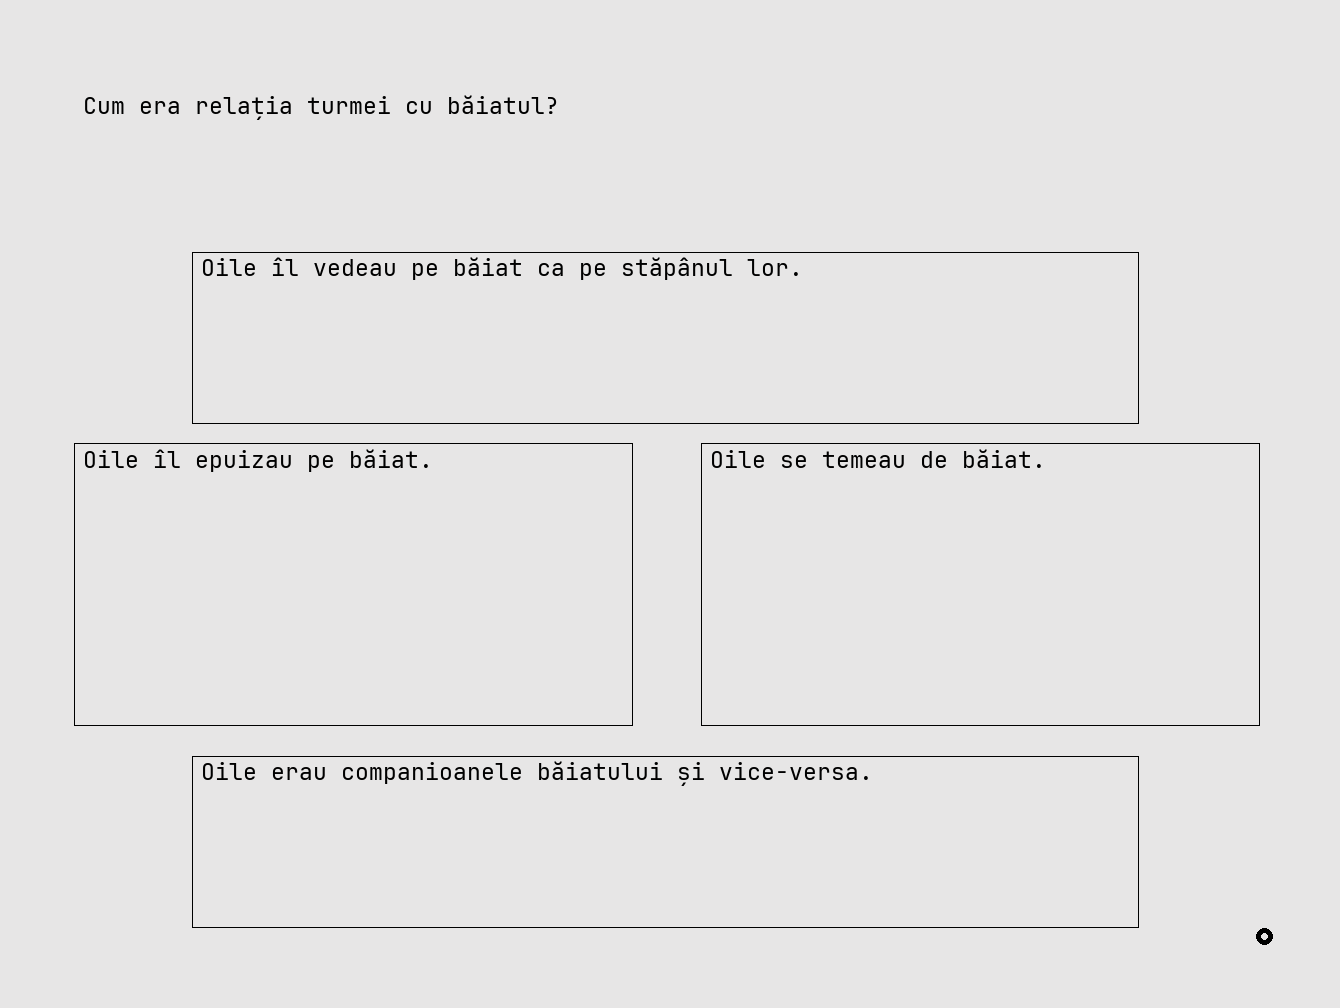 Cum era relația turmei cu băiatul?
Oile îl vedeau pe băiat ca pe stăpânul lor.
Oile îl epuizau pe băiat.
Oile se temeau de băiat.
Oile erau companioanele băiatului și vice-versa.